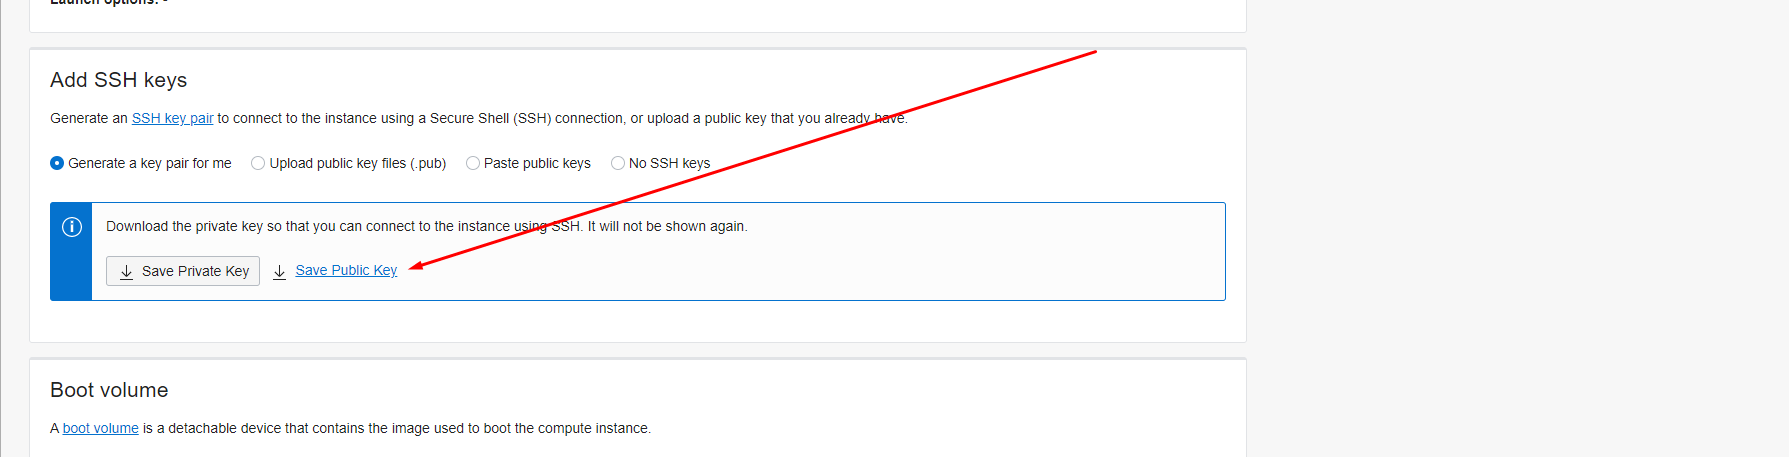 Launch options: -
Add SSH keys
Generate an SSH key pair to connect to the instance using a Secure Shell (SSH) connection, or upload a public key that you already have.
Generate a key pair for me Upload public key files (.pub) Paste public keys No SSH keys
Download the private key so that you can connect to the instance using SSH. It will not be shown again.
Save Private Key Save Public Key
Boot volume
A boot volume is a detachable device that contains the image used to boot the compute instance.